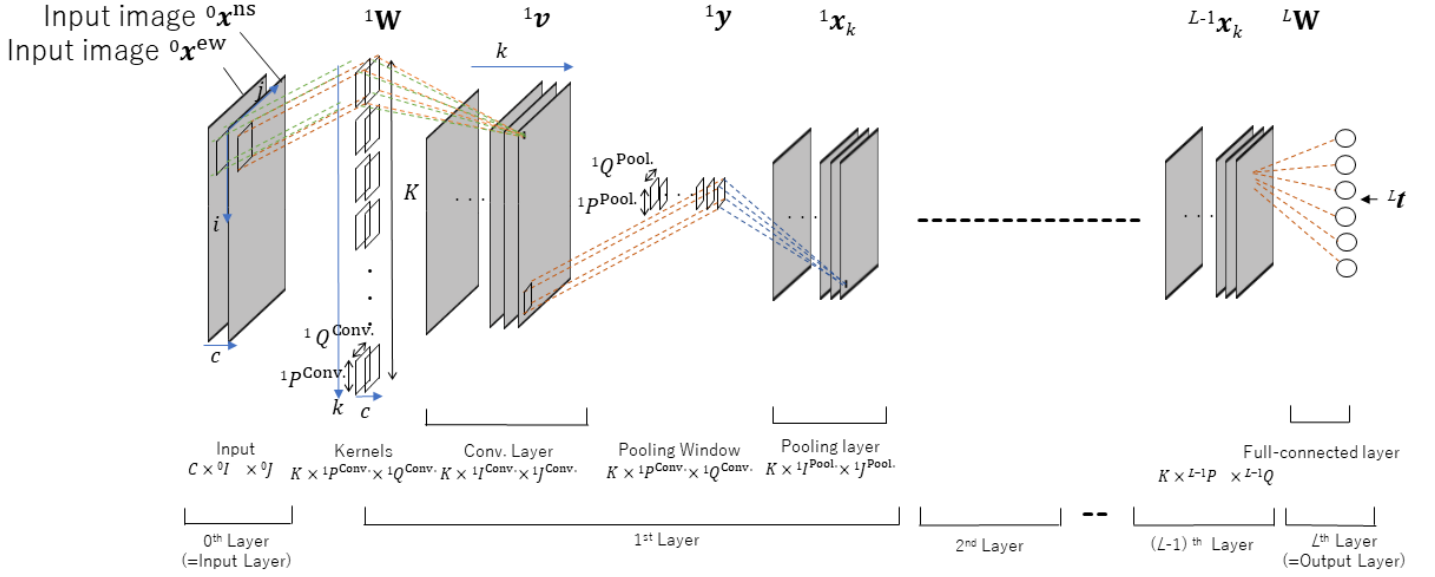 Input image ⁰𝒙ⁿˢ
Input image ⁰𝒙ᵉʷ
¹𝐖
¹𝒗
¹𝒚
¹𝒙ₖ
ᴸ⁻¹𝒙ₖ
ᴸ𝐖
k
j
i
c
K
. . .
¹Q^Conv.
¹P^Conv.
k
c
¹Q^Pool.
¹P^Pool.
. . .
. . .
. . .
ᴸ𝒕
Input
C × ⁰I × ⁰J
Kernels
K × ¹P^Conv. × ¹Q^Conv.
Conv. Layer
K × ¹I^Conv. × ¹J^Conv.
Pooling Window
K × ¹P^Conv. × ¹Q^Conv.
Pooling layer
K × ¹I^Pool. × ¹J^Pool.
K × ᴸ⁻¹P × ᴸ⁻¹Q
Full-connected layer
0ᵗʰ Layer
(=Input Layer)
1ˢᵗ Layer
2ⁿᵈ Layer
(L-1) ᵗʰ Layer
Lᵗʰ Layer
(=Output Layer)